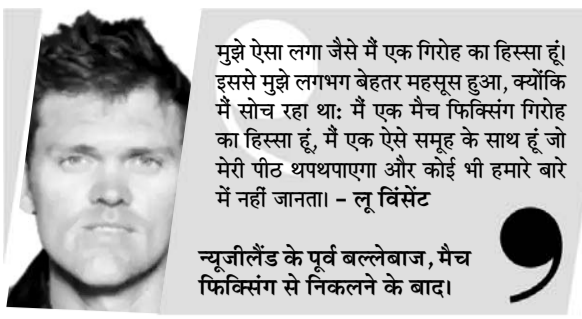 मुझे ऐसा लगा जैसे मैं एक गिरोह का हिस्सा हूं।
इससे मुझे लगभग बेहतर महसूस हुआ, क्योंकि
मैं सोच रहा था: मैं एक मैच फिक्सिंग गिरोह
का हिस्सा हूं, मैं एक ऐसे समूह के साथ हूं जो
मेरी पीठ थपथपाएगा और कोई भी हमारे बारे
में नहीं जानता। – लू विंसेंट
न्यूजीलैंड के पूर्व बल्लेबाज, मैच
फिक्सिंग से निकलने के बाद।